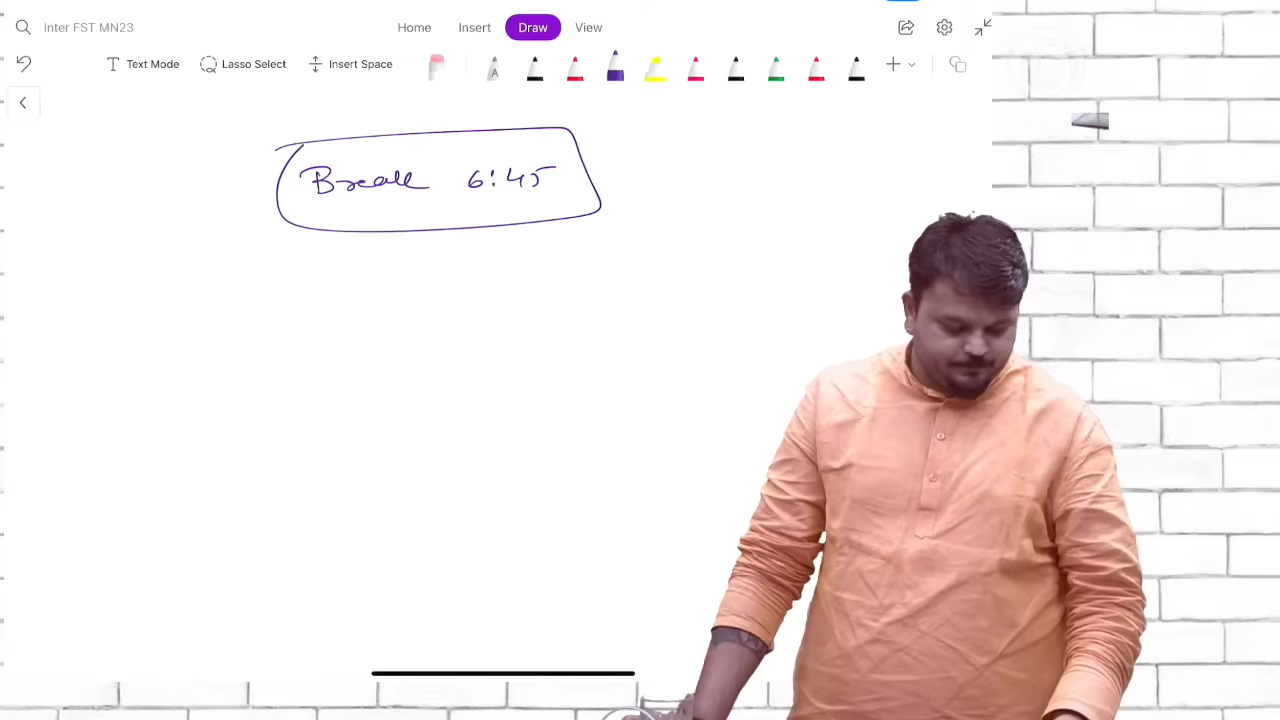 inter FST MN23
Home Insert Draw View
Text Mode Lasso Select Insert Space
Break 6:45